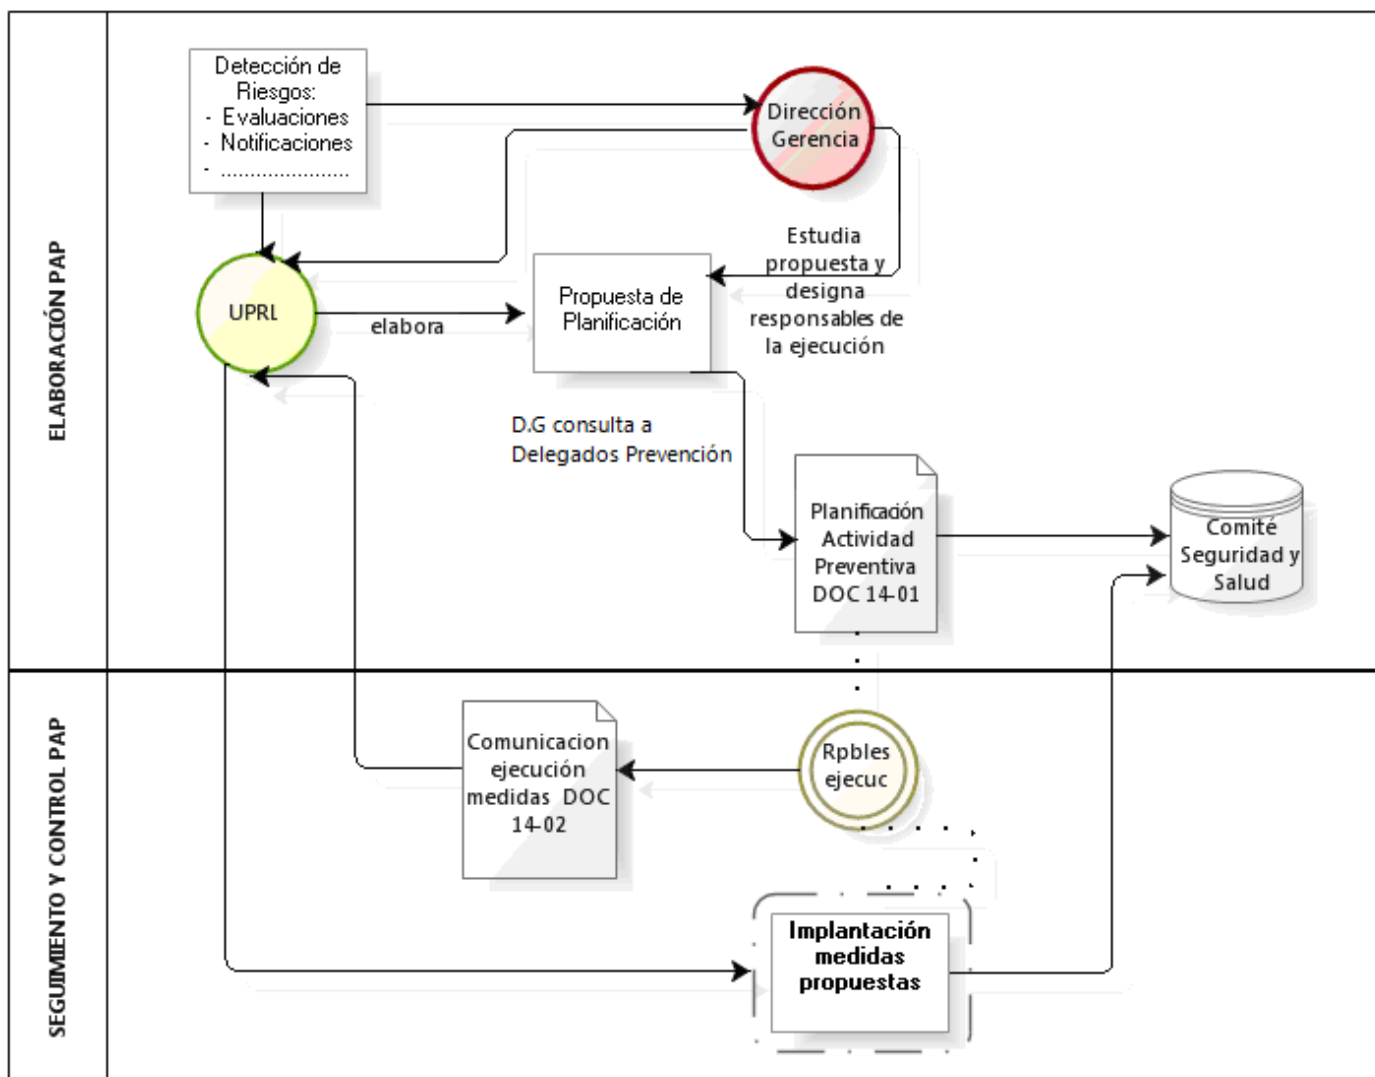 ELABORACIÓN PAP
Detección de
Riesgos:
- Evaluaciones
- Notificaciones
- ......................
Dirección
Gerencia
Estudia
propuesta y
designa
responsables de
la ejecución
UPRL
elabora
Propuesta de
Planificación
D.G consulta a
Delegados Prevención
Planificación
Actividad
Preventiva
DOC 14-01
Comité
Seguridad y
Salud
SEGUIMIENTO Y CONTROL PAP
Comunicacion
ejecución
medidas DOC
14-02
Rpbles
ejecuc
Implantación
medidas
propuestas